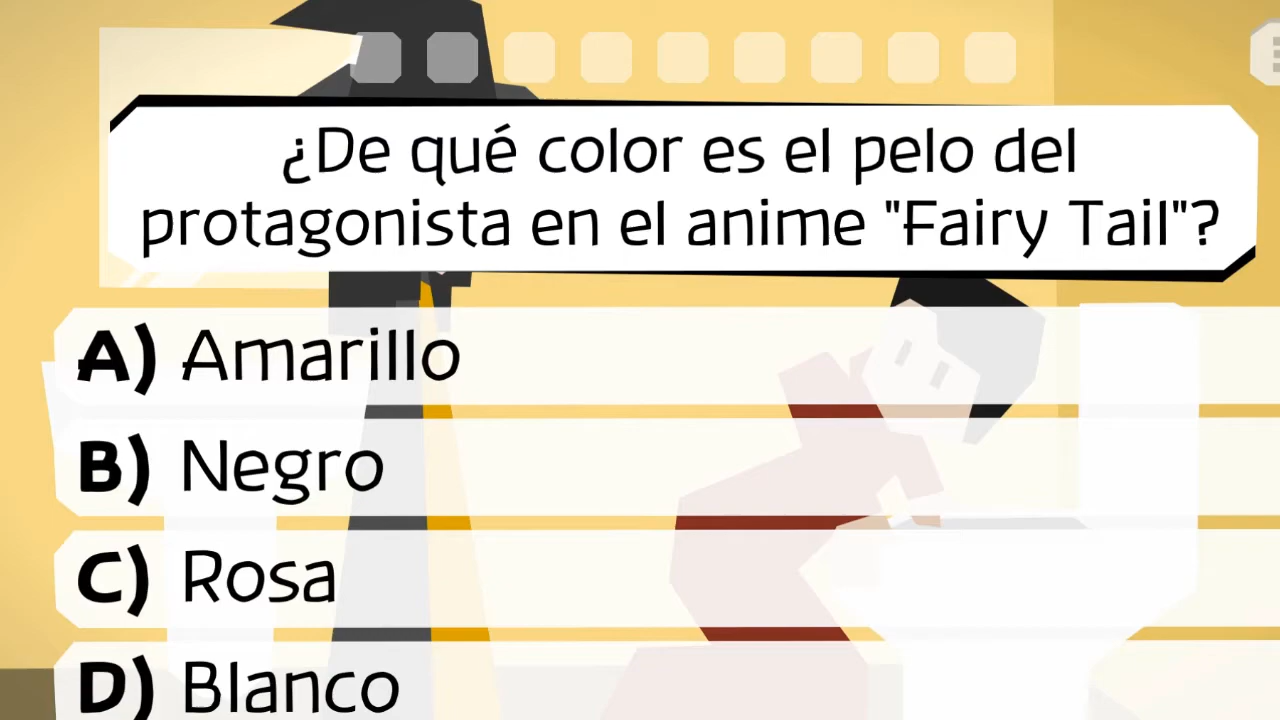 ¿De qué color es el pelo del
protagonista en el anime "Fairy Tail"?
A) Amarillo
B) Negro
C) Rosa
D) Blanco